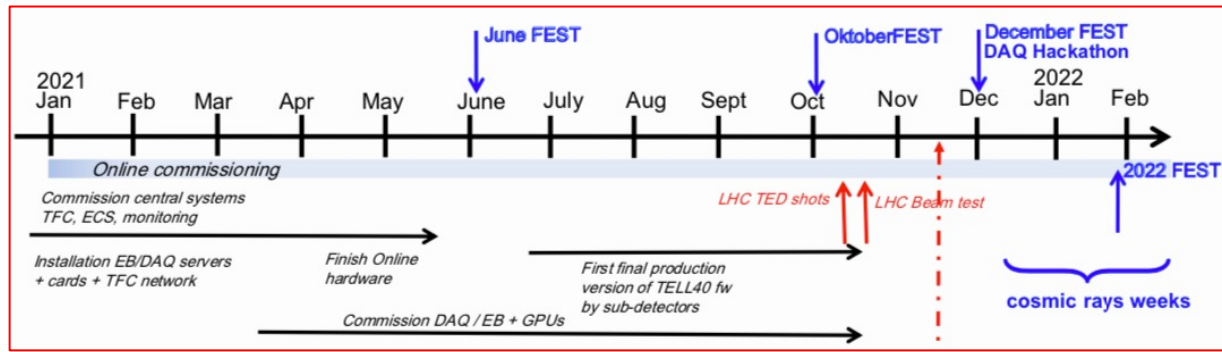 June FEST
OktoberFEST
December FEST
DAQ Hackathon
2021
Jan Feb Mar Apr May June July Aug Sept Oct Nov Dec
2022
Jan Feb
Online commissioning
2022 FEST
Commission central systems
TFC, ECS, monitoring
LHC TED shots
LHC Beam test
Installation EB/DAQ servers
+ cards + TFC network
Finish Online
hardware
First final production
version of TELL40 fw
by sub-detectors
cosmic rays weeks
Commission DAQ / EB + GPUs